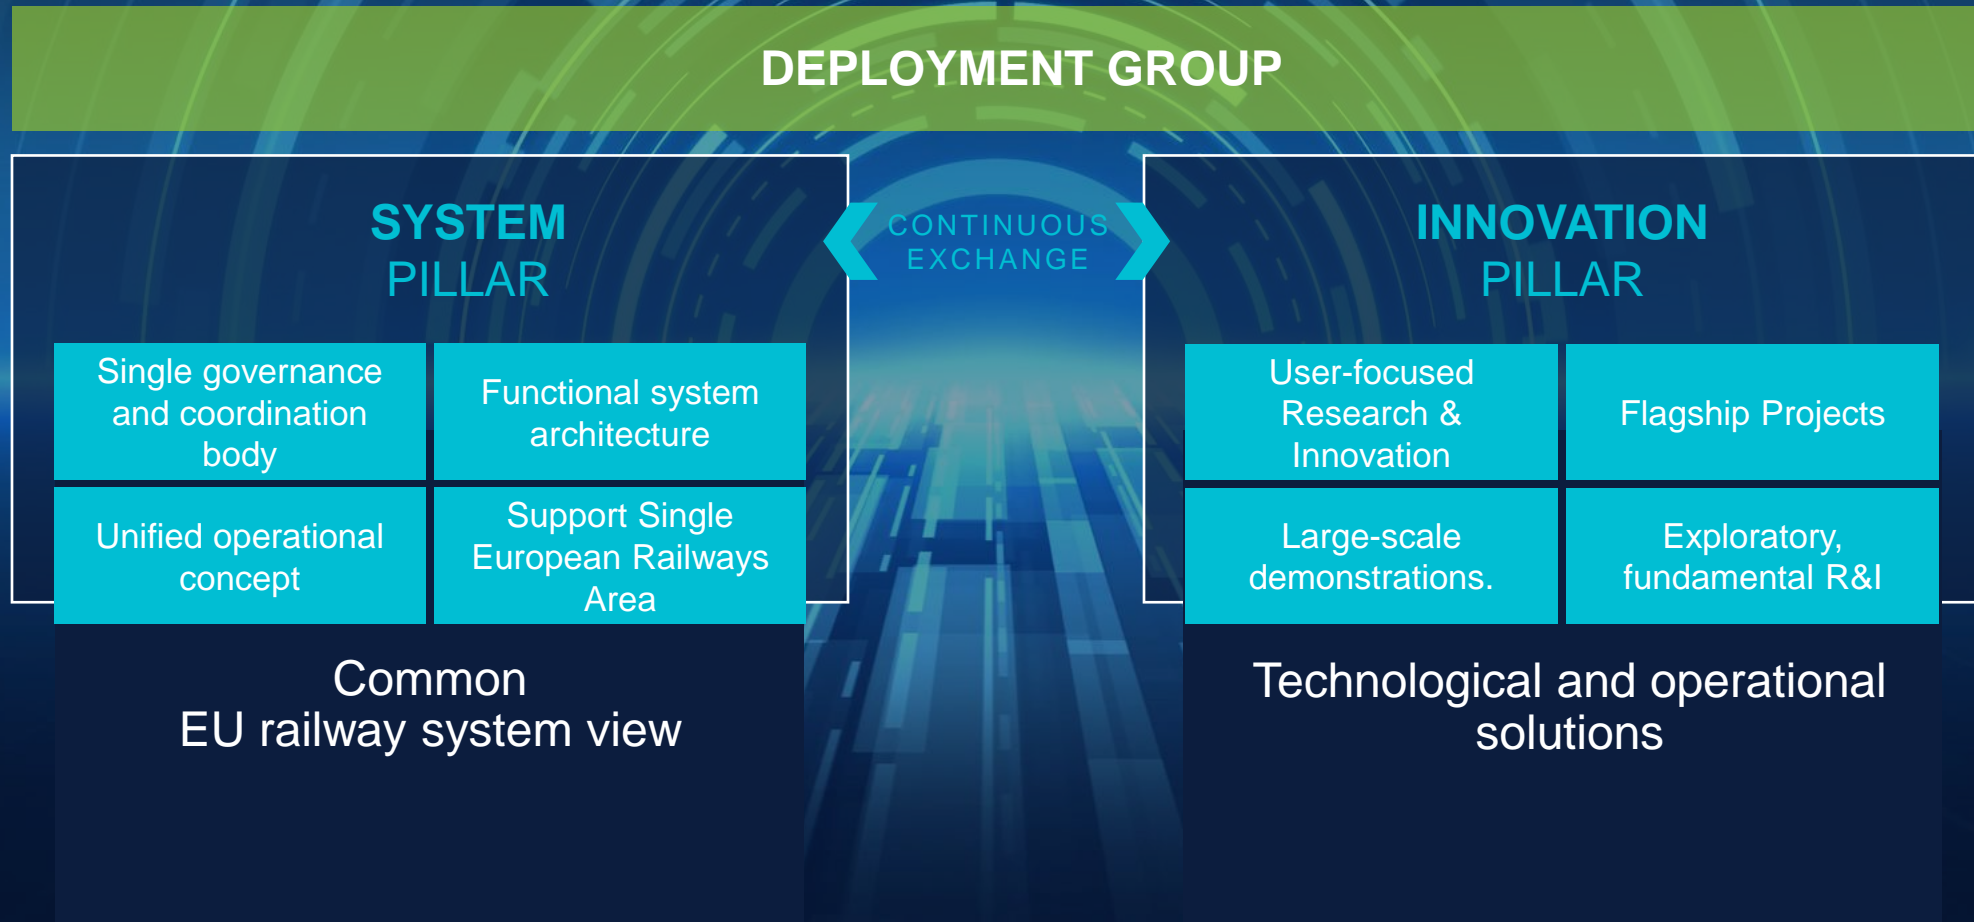 DEPLOYMENT GROUP
SYSTEM
PILLAR
CONTINUOUS
EXCHANGE
INNOVATION
PILLAR
Single governance
and coordination
body
Functional system
architecture
Unified operational
concept
Support Single
European Railways
Area
User-focused
Research &
Innovation
Flagship Projects
Large-scale
demonstrations.
Exploratory,
fundamental R&I
Common
EU railway system view
Technological and operational
solutions